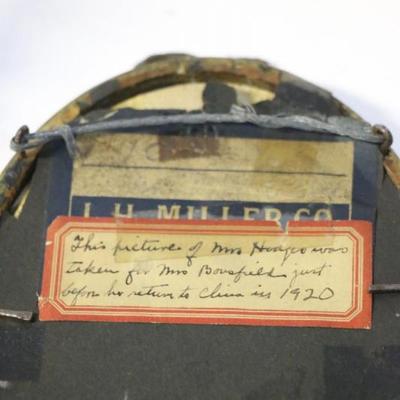 J. H. MILLER CO
This picture of Mrs Hodges was
taken for Mrs Bousfield just
before her return to China in 1920